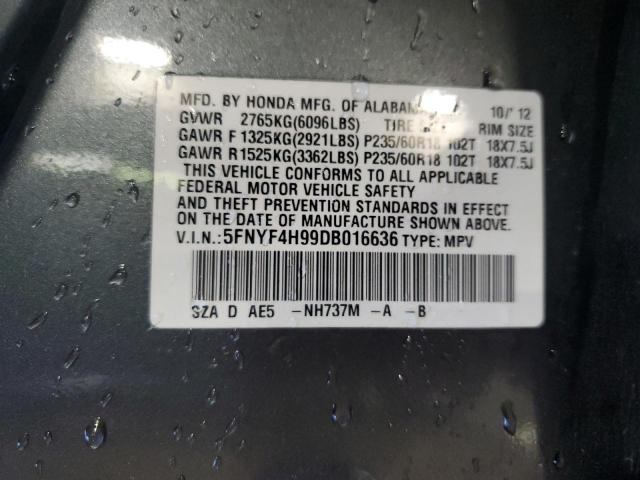 MFD. BY HONDA MFG. OF ALABAMA 10/'12
GVWR 2765KG(6096LBS) TIRE RIM SIZE
GAWR F 1325KG(2921LBS) P235/60R18 102T 18X7.5J
GAWR R1525KG(3362LBS) P235/60R18 102T 18X7.5J
THIS VEHICLE CONFORMS TO ALL APPLICABLE
FEDERAL MOTOR VEHICLE SAFETY
AND THEFT PREVENTION STANDARDS IN EFFECT
ON THE DATE OF MANUFACTURE SHOWN ABOVE.
V.I.N.:5FNYF4H99DB016636 TYPE: MPV
SZA D AE5 -NH737M -A -B